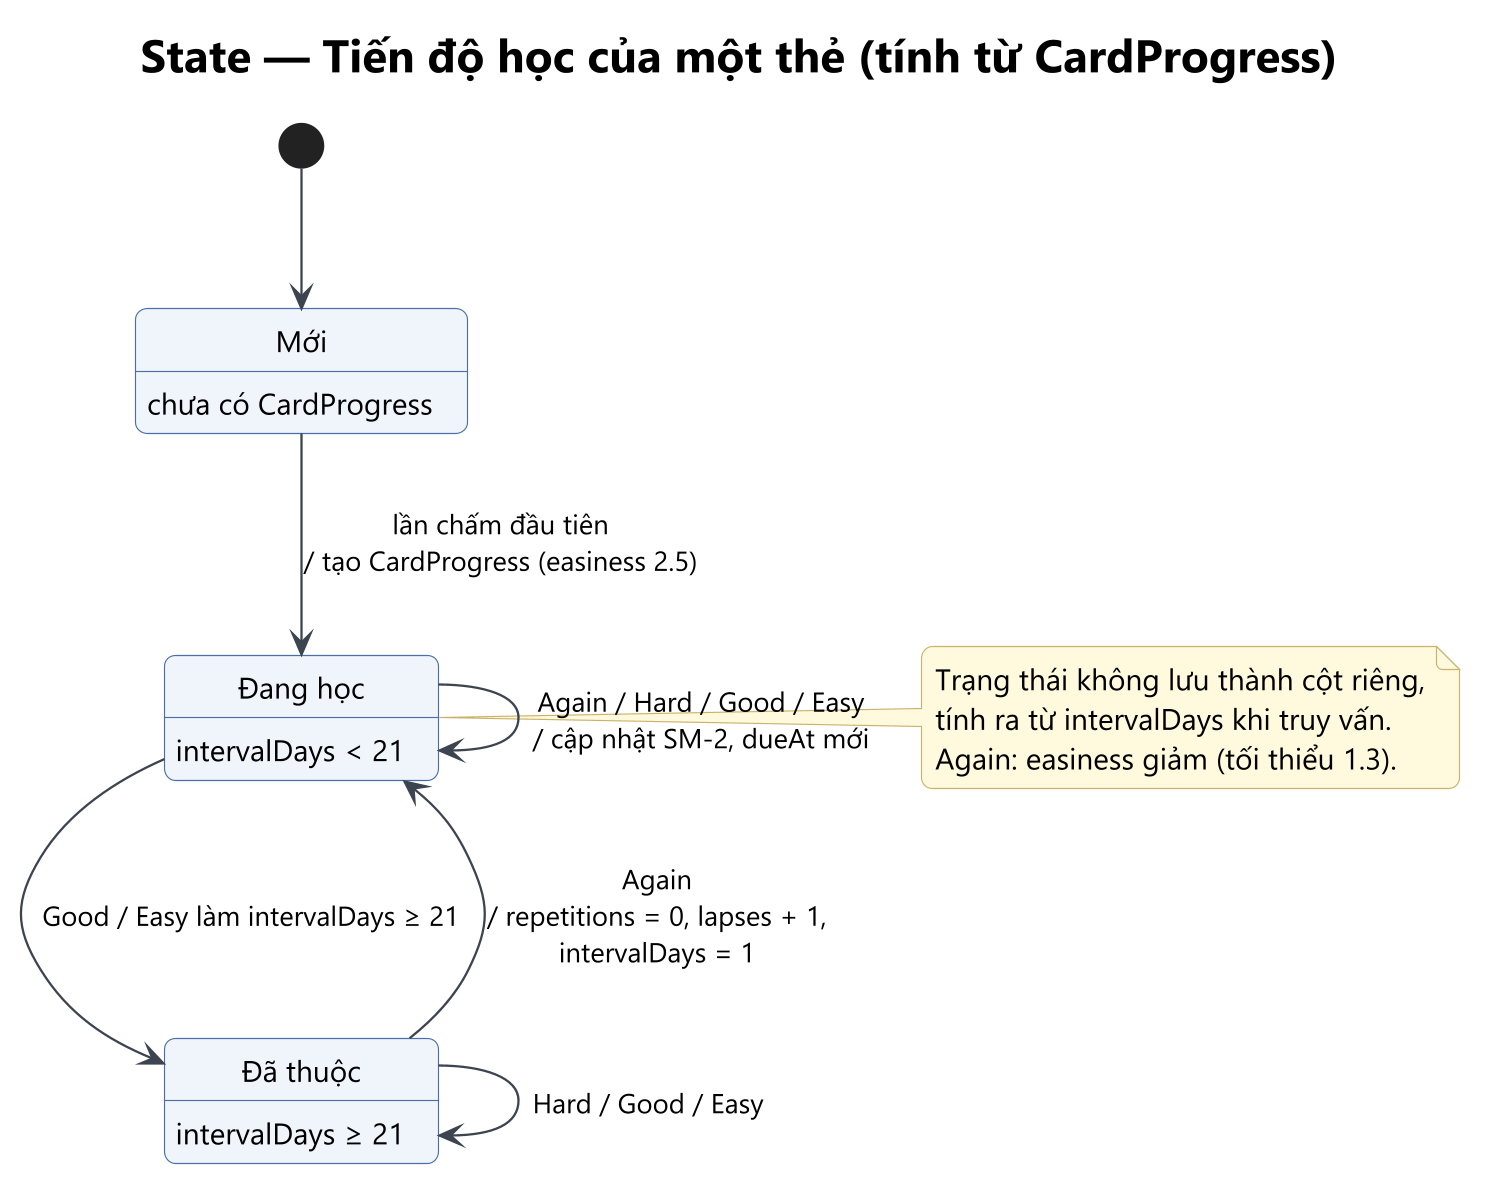 State — Tiến độ học của một thẻ (tính từ CardProgress)
Mới
chưa có CardProgress
lần chấm đầu tiên
/ tạo CardProgress (easiness 2.5)
Đang học
intervalDays < 21
Again / Hard / Good / Easy
/ cập nhật SM-2, dueAt mới
Trạng thái không lưu thành cột riêng,
tính ra từ intervalDays khi truy vấn.
Again: easiness giảm (tối thiểu 1.3).
Good / Easy làm intervalDays ≥ 21
Again
/ repetitions = 0, lapses + 1,
intervalDays = 1
Đã thuộc
intervalDays ≥ 21
Hard / Good / Easy